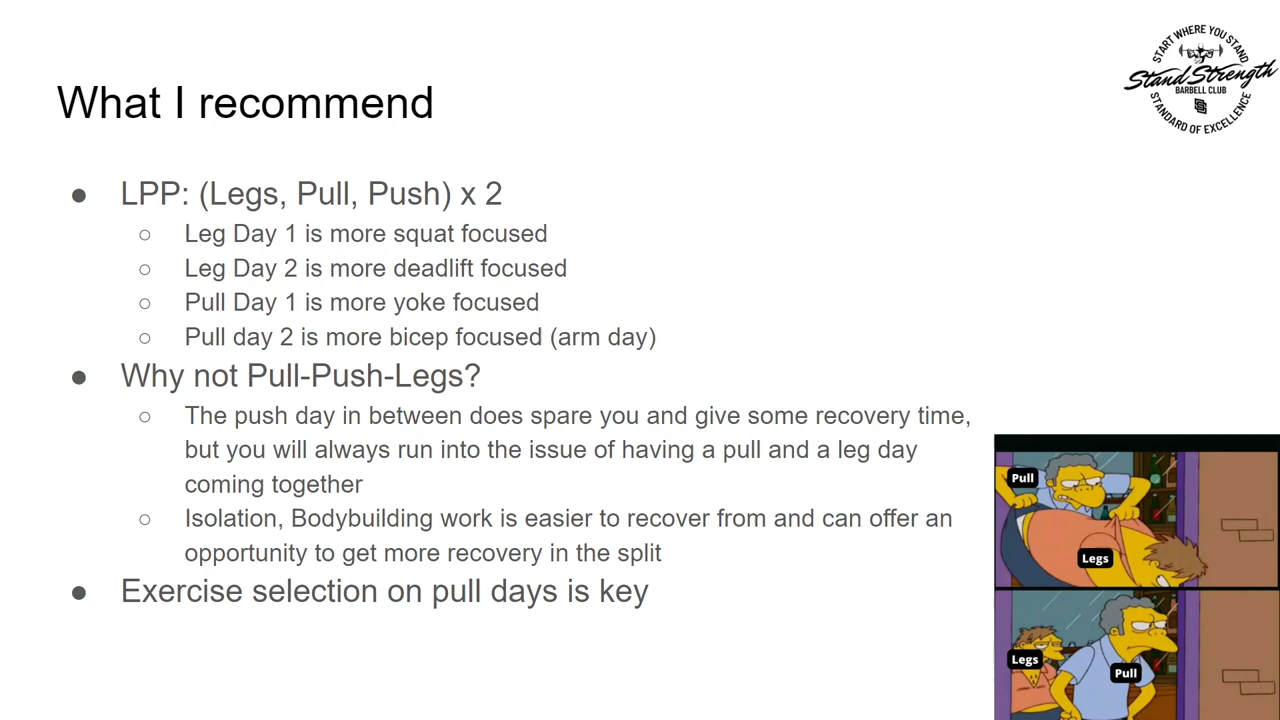 START WHERE YOU STAND
Stand Strength
BARBELL CLUB
STANDARD OF EXCELLENCE
What I recommend
● LPP: (Legs, Pull, Push) x 2
○ Leg Day 1 is more squat focused
○ Leg Day 2 is more deadlift focused
○ Pull Day 1 is more yoke focused
○ Pull day 2 is more bicep focused (arm day)
● Why not Pull-Push-Legs?
○ The push day in between does spare you and give some recovery time,
but you will always run into the issue of having a pull and a leg day
coming together
○ Isolation, Bodybuilding work is easier to recover from and can offer an
opportunity to get more recovery in the split
● Exercise selection on pull days is key
Pull
Legs
Legs
Pull